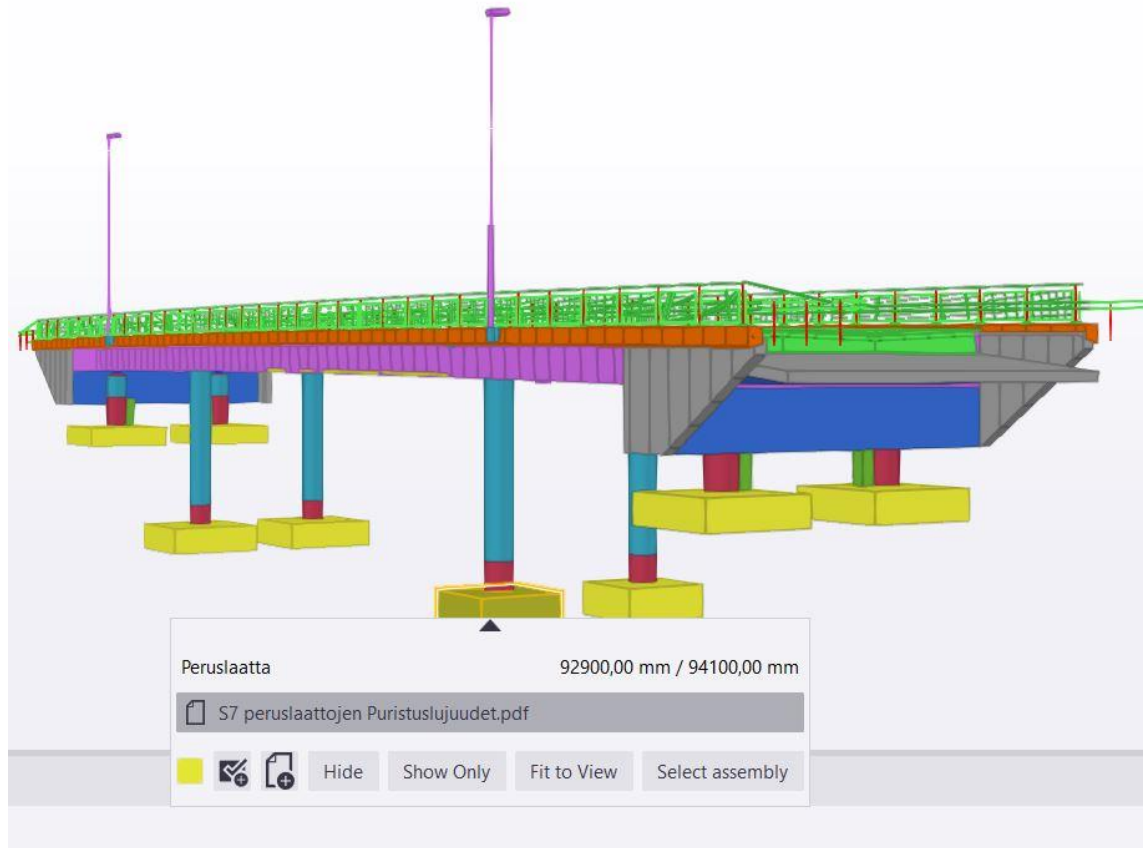 Peruslaatta 92900,00 mm / 94100,00 mm
S7 peruslaattojen Puristuslujuudet.pdf
Hide Show Only Fit to View Select assembly